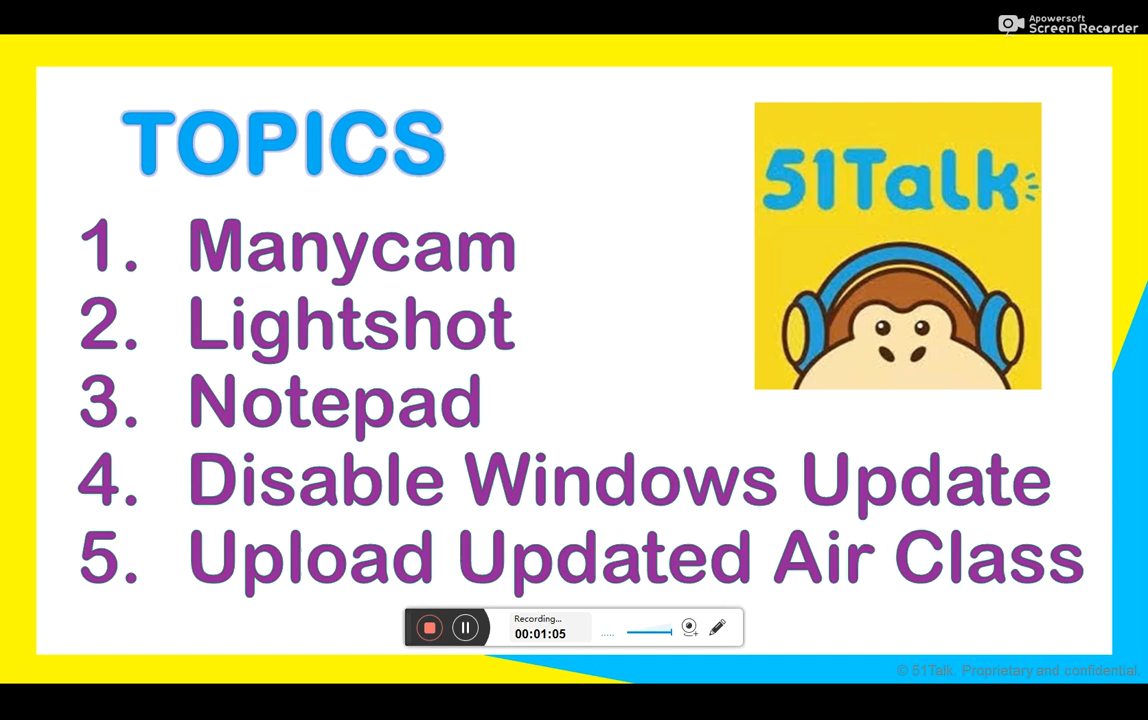 Apowersoft
Screen Recorder
TOPICS
51Talk
1. Manycam
2. Lightshot
3. Notepad
4. Disable Windows Update
5. Upload Updated Air Class
Recording...
00:01:05
© 51Talk. Proprietary and confidential.